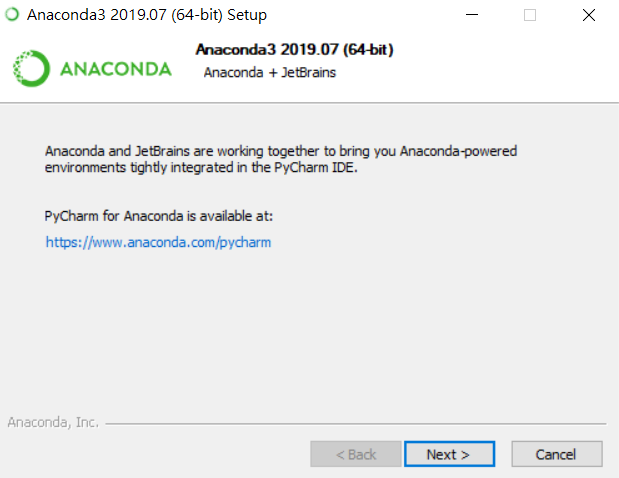 Anaconda3 2019.07 (64-bit) Setup
ANACONDA
Anaconda3 2019.07 (64-bit)
Anaconda + JetBrains
Anaconda and JetBrains are working together to bring you Anaconda-powered
environments tightly integrated in the PyCharm IDE.
PyCharm for Anaconda is available at:
https://www.anaconda.com/pycharm
Anaconda, Inc.
< Back
Next >
Cancel